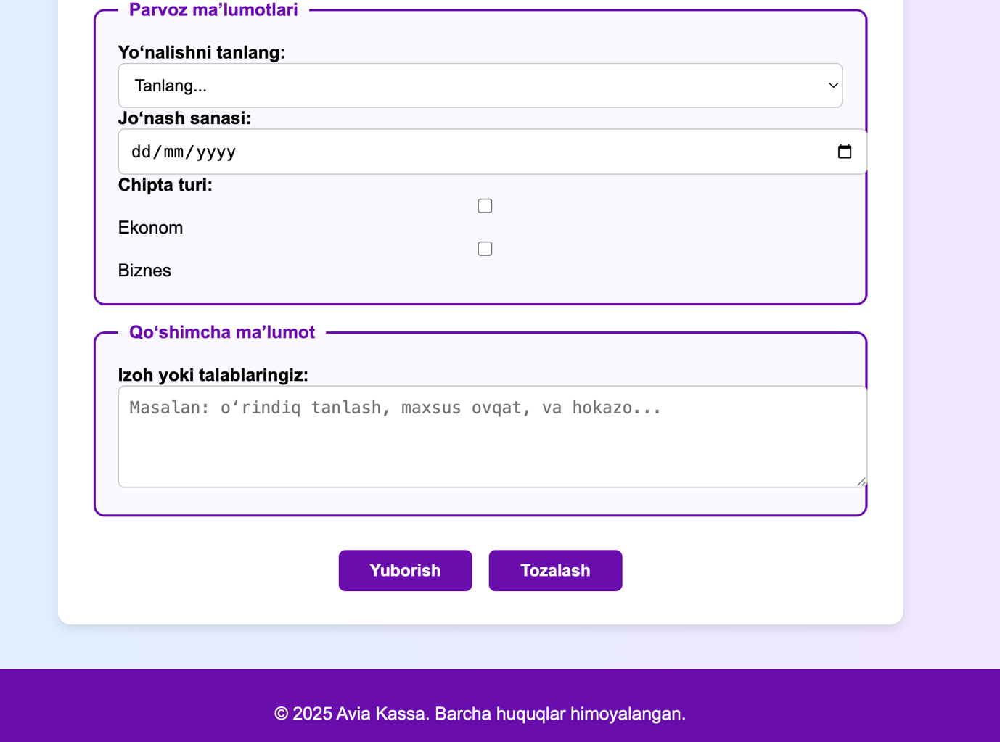 Parvoz ma’lumotlari
Yo‘nalishni tanlang:
Tanlang...
Jo‘nash sanasi:
dd/mm/yyyy
Chipta turi:
Ekonom
Biznes
Qo‘shimcha ma’lumot
Izoh yoki talablaringiz:
Masalan: o‘rindiq tanlash, maxsus ovqat, va hokazo...
Yuborish
Tozalash
© 2025 Avia Kassa. Barcha huquqlar himoyalangan.